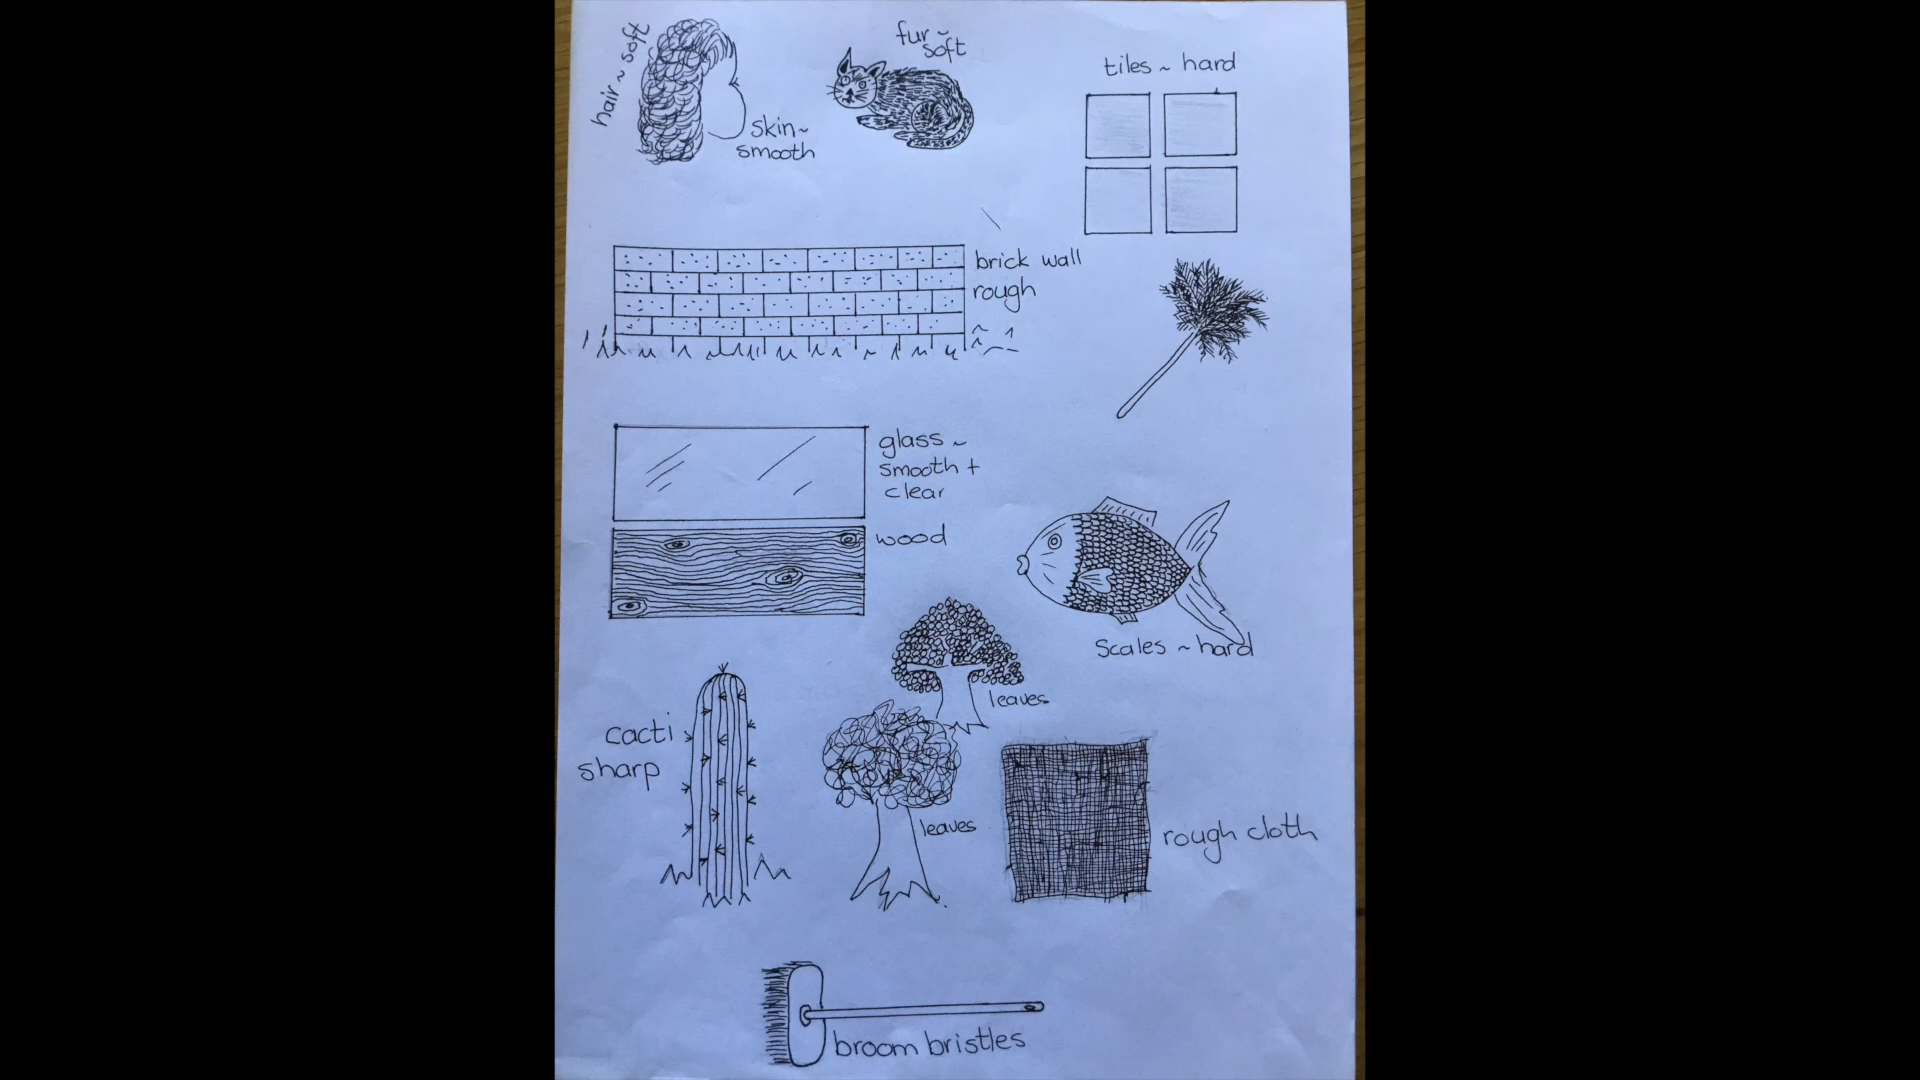 hair ~ soft
skin ~
smooth
fur ~
soft
tiles ~ hard
brick wall
rough
glass ~
smooth +
clear
wood
scales ~ hard
leaves
cacti
sharp
leaves
rough cloth
broom bristles